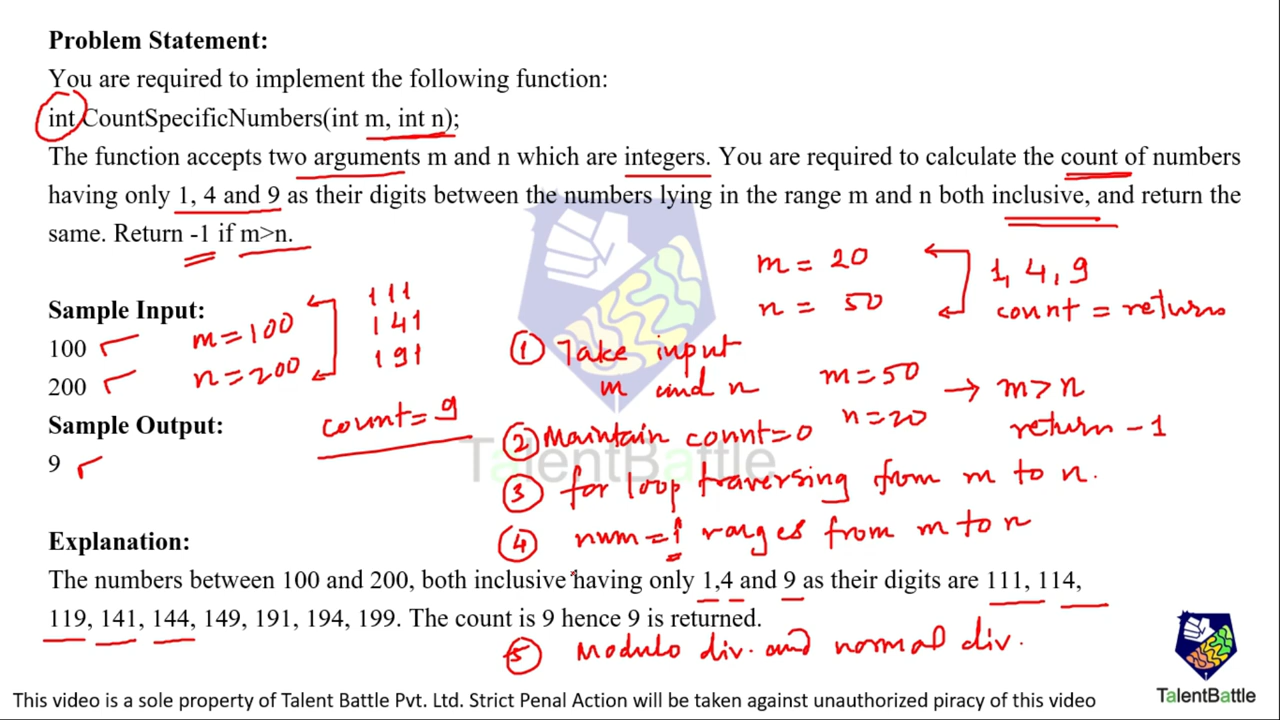 Problem Statement:
You are required to implement the following function:
int CountSpecificNumbers(int m, int n);
The function accepts two arguments m and n which are integers. You are required to calculate the count of numbers
having only 1, 4 and 9 as their digits between the numbers lying in the range m and n both inclusive, and return the
same. Return -1 if m>n.
m = 20
n = 50
1, 4, 9
count = return
Sample Input:
100
200
m=100
n=200
111
141
191
Sample Output:
9
count= 9
① Take input
m and n
m=50
n=20
→ m > n
return -1
② Maintain count=0
③ for loop traversing from m to n.
④ num = i ranges from m to n
Explanation:
The numbers between 100 and 200, both inclusive having only 1,4 and 9 as their digits are 111, 114,
119, 141, 144, 149, 191, 194, 199. The count is 9 hence 9 is returned.
⑤ Modulo div. and normal div.
TalentBattle
TalentBattle
This video is a sole property of Talent Battle Pvt. Ltd. Strict Penal Action will be taken against unauthorized piracy of this video